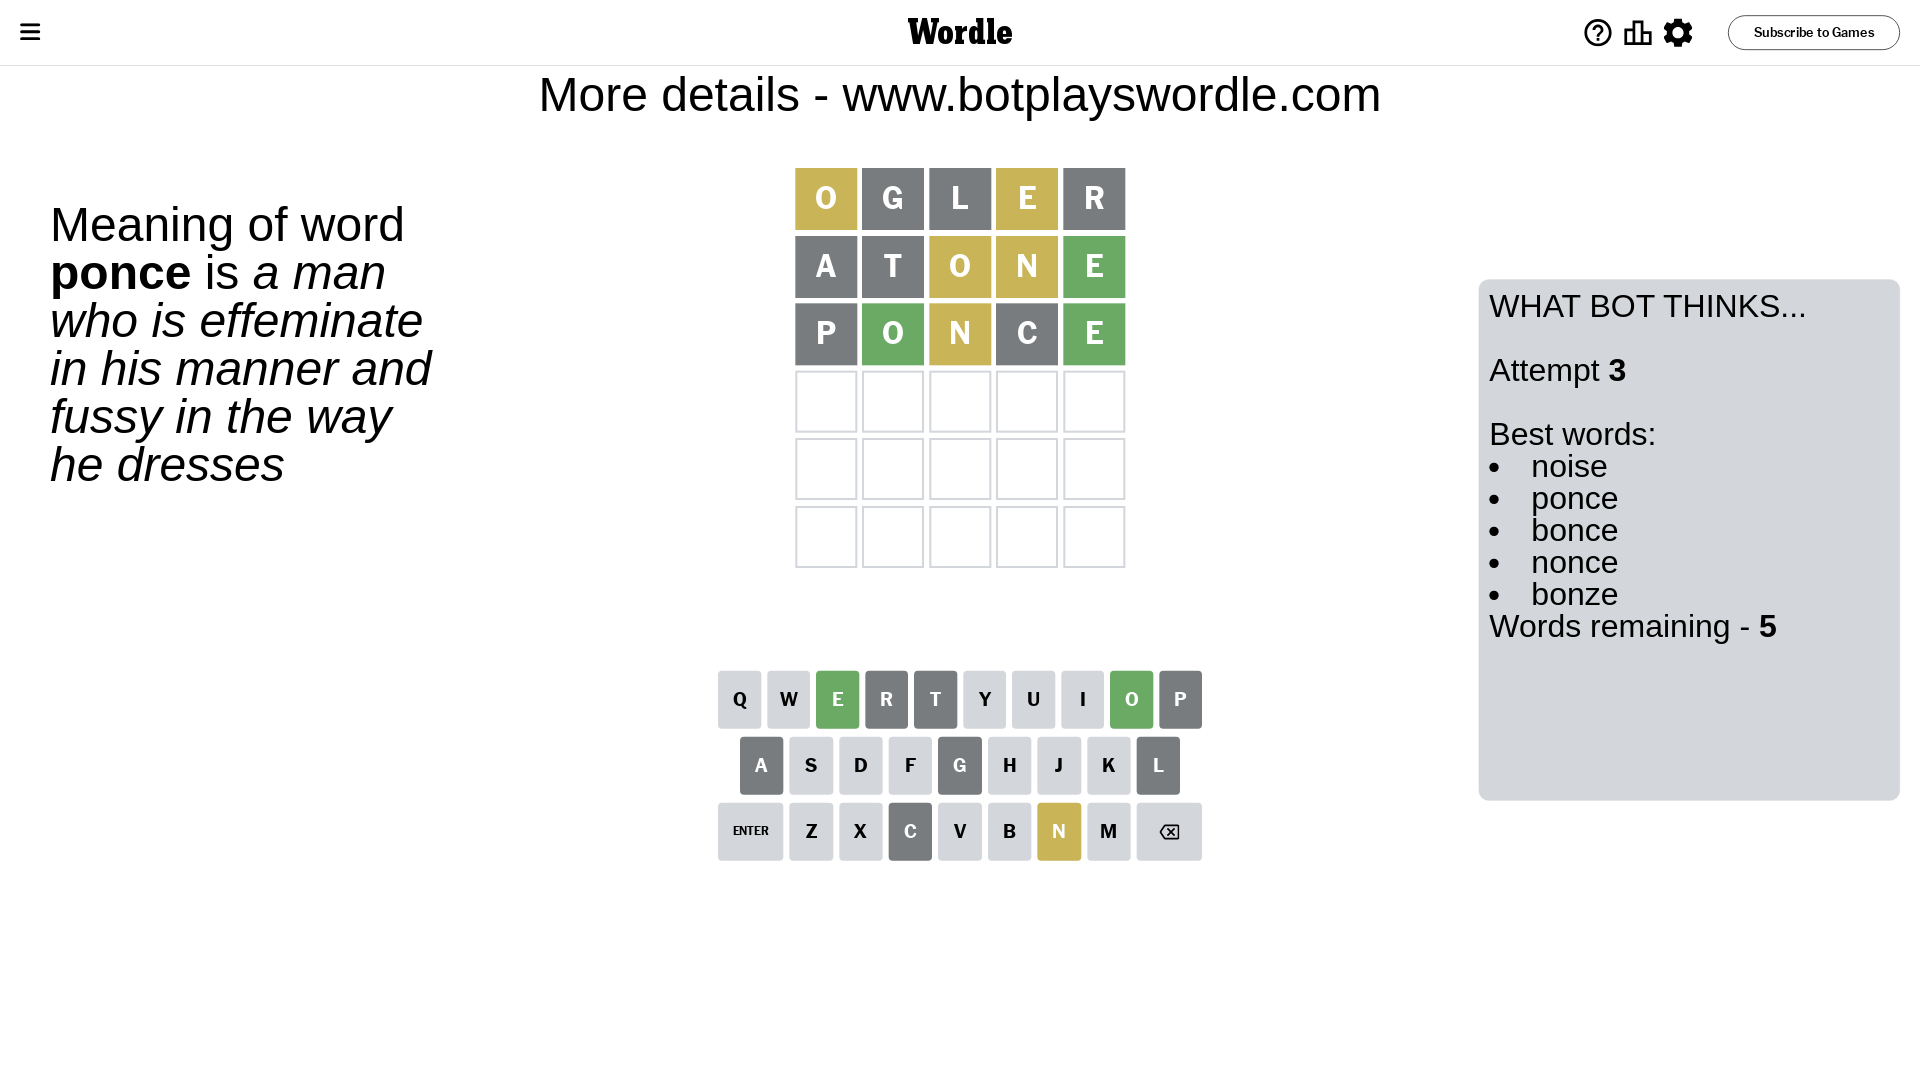 Wordle
Subscribe to Games
More details - www.botplayswordle.com
Meaning of word
ponce is a man
who is effeminate
in his manner and
fussy in the way
he dresses
O G L E R
A T O N E
P O N C E
WHAT BOT THINKS...
Attempt 3
Best words:
• noise
• ponce
• bonce
• nonce
• bonze
Words remaining - 5
Q W E R T Y U I O P
A S D F G H J K L
ENTER Z X C V B N M